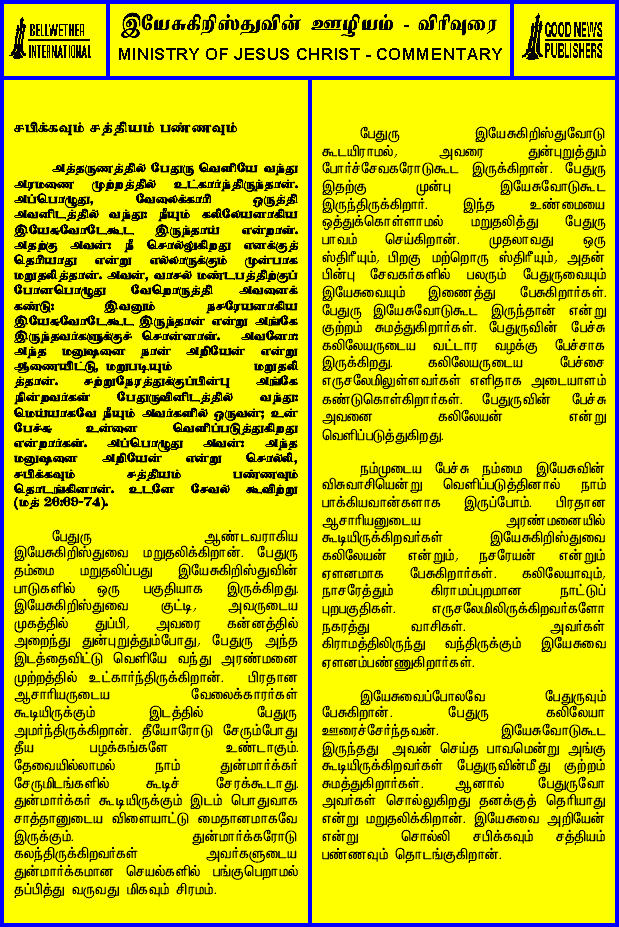 BELLWETHER
INTERNATIONAL
இயேசுகிறிஸ்துவின் ஊழியம் - விரிவுரை
MINISTRY OF JESUS CHRIST - COMMENTARY
GOOD NEWS
PUBLISHERS
சபிக்கவும் சத்தியம் பண்ணவும்
அத்தருணத்தில் பேதுரு வெளியே வந்து
அரமணை முற்றத்தில் உட்கார்ந்திருந்தான்.
அப்பொழுது, வேலைக்காரி ஒருத்தி
அவனிடத்தில் வந்து: நீயும் கலிலேயனாகிய
இயேசுவோடேகூட இருந்தாய் என்றாள்.
அதற்கு அவன்: நீ சொல்லுகிறது எனக்குத்
தெரியாது என்று எல்லாருக்கும் முன்பாக
மறுதலித்தான். அவன், வாசல் மண்டபத்திற்குப்
போனபொழுது வேறொருத்தி அவனைக்
கண்டு: இவனும் நசரேயனாகிய
இயேசுவோடேகூட இருந்தான் என்று அங்கே
இருந்தவர்களுக்குச் சொன்னாள். அவனோ:
அந்த மனுஷனை நான் அறியேன் என்று
ஆணையிட்டு, மறுபடியும் மறுதலி
த்தான். சற்றுநேரத்துக்குப்பின்பு அங்கே
நின்றவர்கள் பேதுருவினிடத்தில் வந்து:
மெய்யாகவே நீயும் அவர்களில் ஒருவன்; உன்
பேச்சு உன்னை வெளிப்படுத்துகிறது
என்றார்கள். அப்பொழுது அவன்: அந்த
மனுஷனை அறியேன் என்று சொல்லி,
சபிக்கவும் சத்தியம் பண்ணவும்
தொடங்கினான். உடனே சேவல் கூவிற்று
(மத் 26:69-74).
பேதுரு ஆண்டவராகிய
இயேசுகிறிஸ்துவை மறுதலிக்கிறான். பேதுரு
தம்மை மறுதலிப்பது இயேசுகிறிஸ்துவின்
பாடுகளில் ஒரு பகுதியாக இருக்கிறது.
இயேசுகிறிஸ்துவை குட்டி, அவருடைய
முகத்தில் துப்பி, அவரை கன்னத்தில்
அறைந்து துன்புறுத்தும்போது, பேதுரு அந்த
இடத்தைவிட்டு வெளியே வந்து அரண்மனை
முற்றத்தில் உட்கார்ந்திருக்கிறான். பிரதான
ஆசாரியருடைய வேலைக்காரர்கள்
கூடியிருக்கும் இடத்தில் பேதுரு
அமர்ந்திருக்கிறான். தீயோரோடு சேரும்போது
தீய பழக்கங்களே உண்டாகும்.
தேவையில்லாமல் நாம் துன்மார்க்கர்
சேருமிடங்களில் கூடிச் சேரக்கூடாது.
துன்மார்க்கர் கூடியிருக்கும் இடம் பொதுவாக
சாத்தானுடைய விளையாட்டு மைதானமாகவே
இருக்கும். துன்மார்க்கரோடு
கலந்திருக்கிறவர்கள் அவர்களுடைய
துன்மார்க்கமான செயல்களில் பங்குபெறாமல்
தப்பித்து வருவது மிகவும் சிரமம்.
பேதுரு இயேசுகிறிஸ்துவோடு
கூடயிராமல், அவரை துன்புறுத்தும்
போர்ச்சேவகரோடுகூட இருக்கிறான். பேதுரு
இதற்கு முன்பு இயேசுவோடுகூட
இருந்திருக்கிறார். இந்த உண்மையை
ஒத்துக்கொள்ளாமல் மறுதலித்து பேதுரு
பாவம் செய்கிறான். முதலாவது ஒரு
ஸ்திரீயும், பிறகு மற்றொரு ஸ்திரீயும், அதன்
பின்பு சேவகர்களில் பலரும் பேதுருவையும்
இயேசுவையும் இணைத்து பேசுகிறார்கள்.
பேதுரு இயேசுவோடுகூட இருந்தான் என்று
குற்றம் சுமத்துகிறார்கள். பேதுருவின் பேச்சு
கலிலேயருடைய வட்டார வழக்கு பேச்சாக
இருக்கிறது. கலிலேயருடைய பேச்சை
எருசலேமிலுள்ளவர்கள் எளிதாக அடையாளம்
கண்டுகொள்கிறார்கள். பேதுருவின் பேச்சு
அவனை கலிலேயன் என்று
வெளிப்படுத்துகிறது.
நம்முடைய பேச்சு நம்மை இயேசுவின்
விசுவாசியென்று வெளிப்படுத்தினால் நாம்
பாக்கியவான்களாக இருப்போம். பிரதான
ஆசாரியனுடைய அரண்மனையில்
கூடியிருக்கிறவர்கள் இயேசுகிறிஸ்துவை
கலிலேயன் என்றும், நசரேயன் என்றும்
ஏளனமாக பேசுகிறார்கள். கலிலேயாவும்,
நாசரேத்தும் கிராமப்புறமான நாட்டுப்
புறபகுதிகள். எருசலேமிலிருக்கிறவர்களோ
நகரத்து வாசிகள். அவர்கள்
கிராமத்திலிருந்து வந்திருக்கும் இயேசுவை
ஏளனம்பண்ணுகிறார்கள்.
இயேசுவைப்போலவே பேதுருவும்
பேசுகிறான். பேதுரு கலிலேயா
ஊரைச்சேர்ந்தவன். இயேசுவோடுகூட
இருந்தது அவன் செய்த பாவமென்று அங்கு
கூடியிருக்கிறவர்கள் பேதுருவின்மீது குற்றம்
சுமத்துகிறார்கள். ஆனால் பேதுருவோ
அவர்கள் சொல்லுகிறது தனக்குத் தெரியாது
என்று மறுதலிக்கிறான். இயேசுவை அறியேன்
என்று சொல்லி சபிக்கவும் சத்தியம்
பண்ணவும் தொடங்குகிறான்.